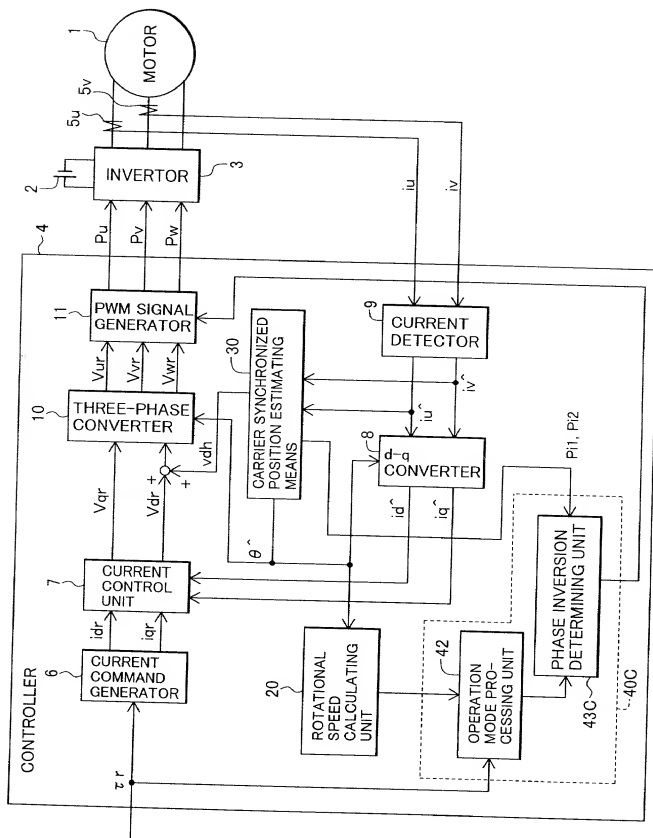 CONTROLLER
4
τr
6
CURRENT
COMMAND
GENERATOR
idr
iqr
7
CURRENT
CONTROL
UNIT
Vqr
Vdr
+
+
vdh
10
THREE-PHASE
CONVERTER
Vur
Vvr
Vwr
11
PWM SIGNAL
GENERATOR
Pu
Pv
Pw
2
INVERTOR
3
5u
5v
1
MOTOR
iu
iv
9
CURRENT
DETECTOR
iu^
iv^
30
CARRIER SYNCHRONIZED
POSITION ESTIMATING
MEANS
θ^
8
d-q
CONVERTER
id^
iq^
Pi1, Pi2
20
ROTATIONAL
SPEED
CALCULATING
UNIT
42
OPERATION
MODE PRO-
CESSING UNIT
PHASE INVERSION
DETERMINING UNIT
43C
40C